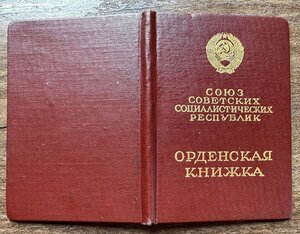 СОЮЗ
СОВЕТСКИХ
СОЦИАЛИСТИЧЕСКИХ
РЕСПУБЛИК
ОРДЕНСКАЯ
КНИЖКА